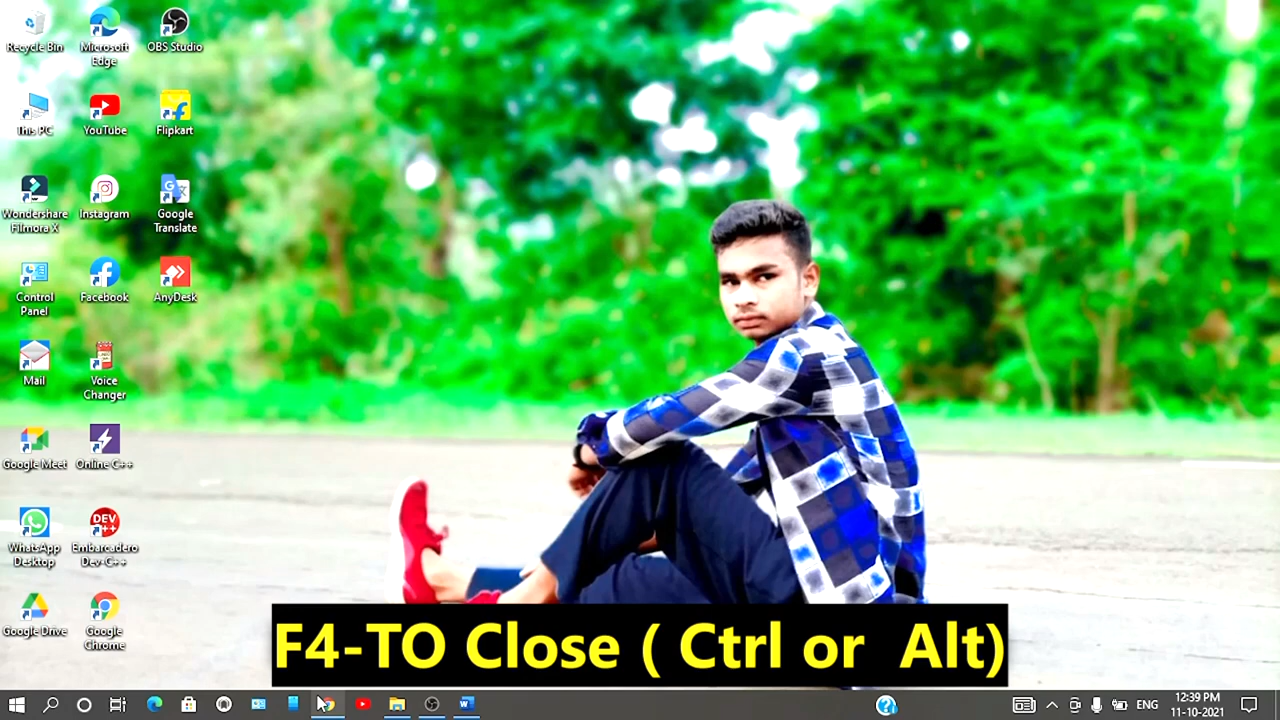 Recycle Bin
Microsoft Edge
OBS Studio
This PC
YouTube
Flipkart
Wondershare Filmora X
Instagram
Google Translate
Control Panel
Facebook
AnyDesk
Mail
Voice Changer
Google Meet
Online C++
WhatsApp Desktop
DEV
C++
Embarcadero Dev-C++
Google Drive
Google Chrome
F4-TO Close ( Ctrl or Alt)
ENG
12:39 PM
11-10-2021